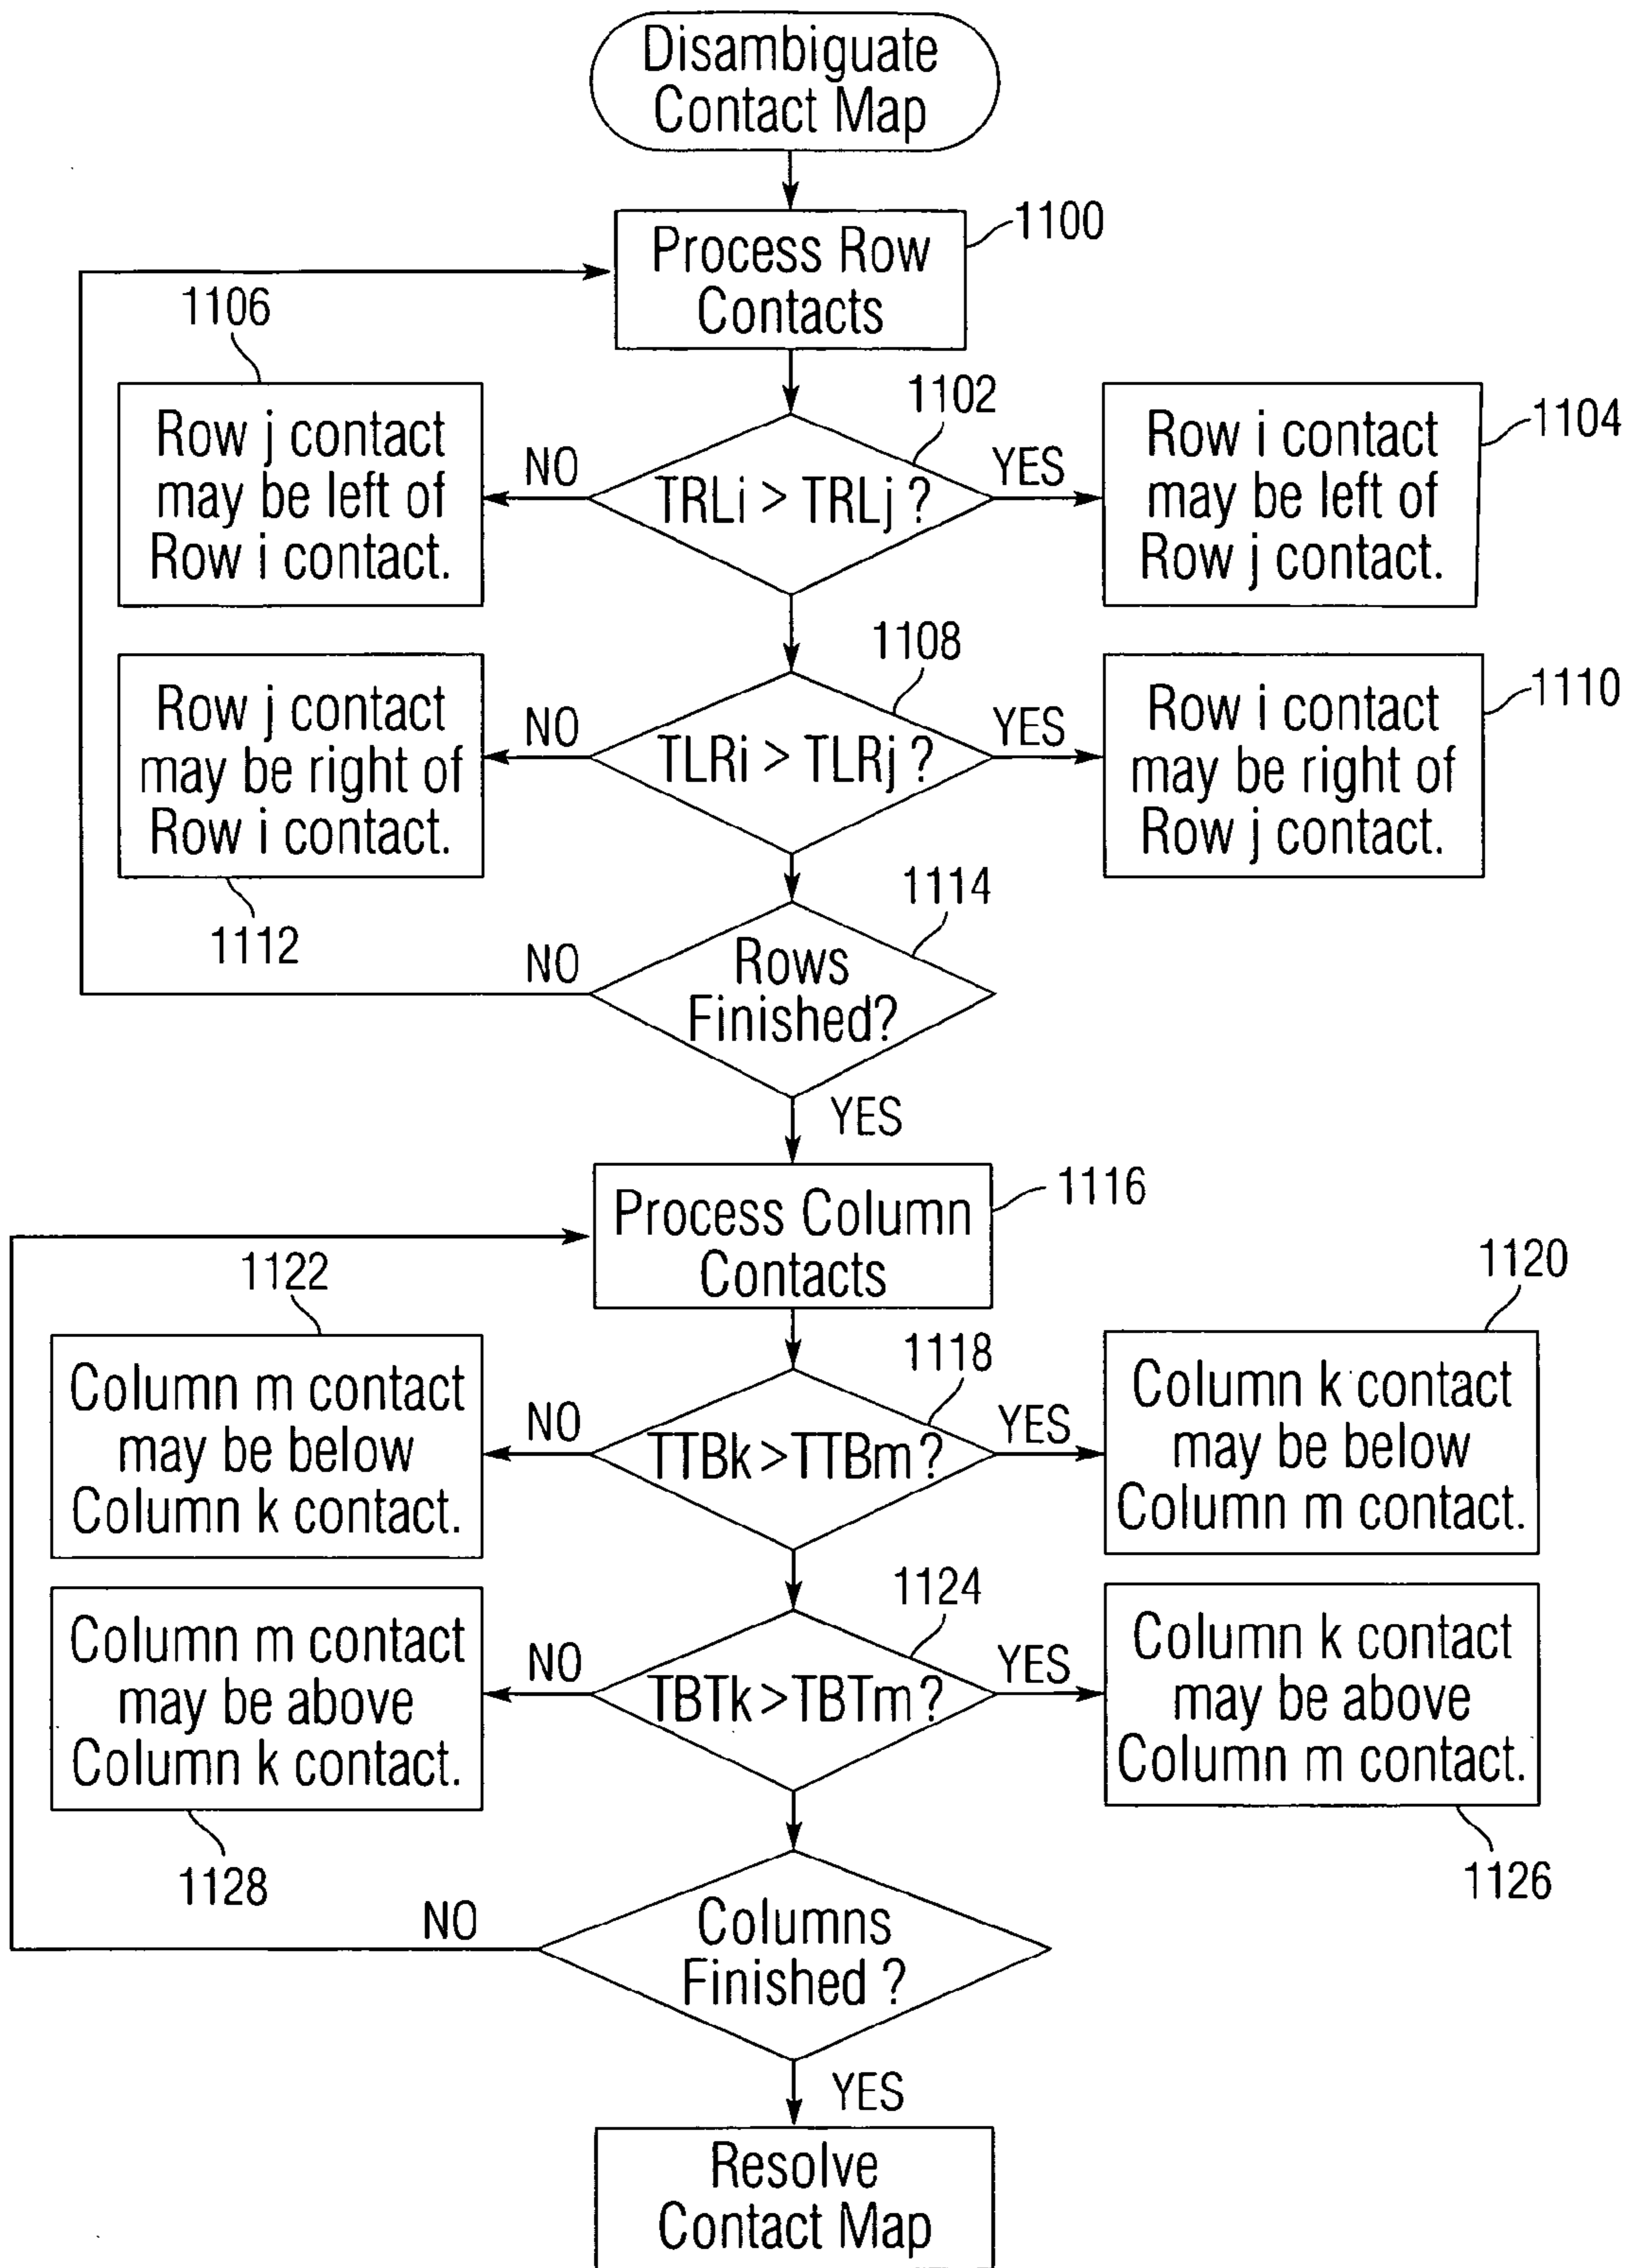 Disambiguate
Contact Map
1100
Process Row
Contacts
1106
1102
1104
Row j contact
may be left of
Row i contact.
NO
TRLi > TRLj ?
YES
Row i contact
may be left of
Row j contact.
1108
1110
Row j contact
may be right of
Row i contact.
NO
TLRi > TLRj ?
YES
Row i contact
may be right of
Row j contact.
1112
1114
NO
Rows
Finished?
YES
1116
Process Column
Contacts
1122
1118
1120
Column m contact
may be below
Column k contact.
NO
TTBk>TTBm?
YES
Column k contact
may be below
Column m contact.
1124
Column m contact
may be above
Column k contact.
NO
TBTk>TBTm?
YES
Column k contact
may be above
Column m contact.
1128
1126
NO
Columns
Finished ?
YES
Resolve
Contact Map